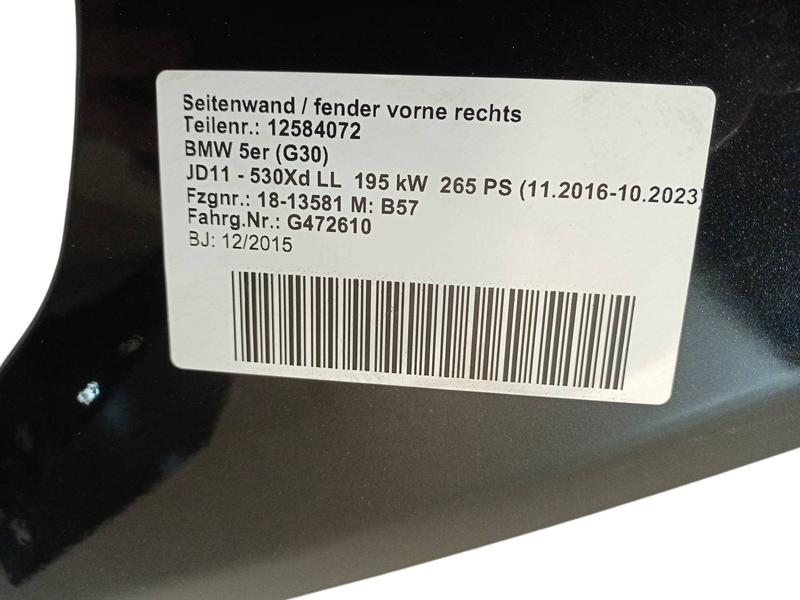 Seitenwand / fender vorne rechts
Teilenr.: 12584072
BMW 5er (G30)
JD11 - 530Xd LL 195 kW 265 PS (11.2016-10.2023)
Fzgnr.: 18-13581 M: B57
Fahrg.Nr.: G472610
BJ: 12/2015